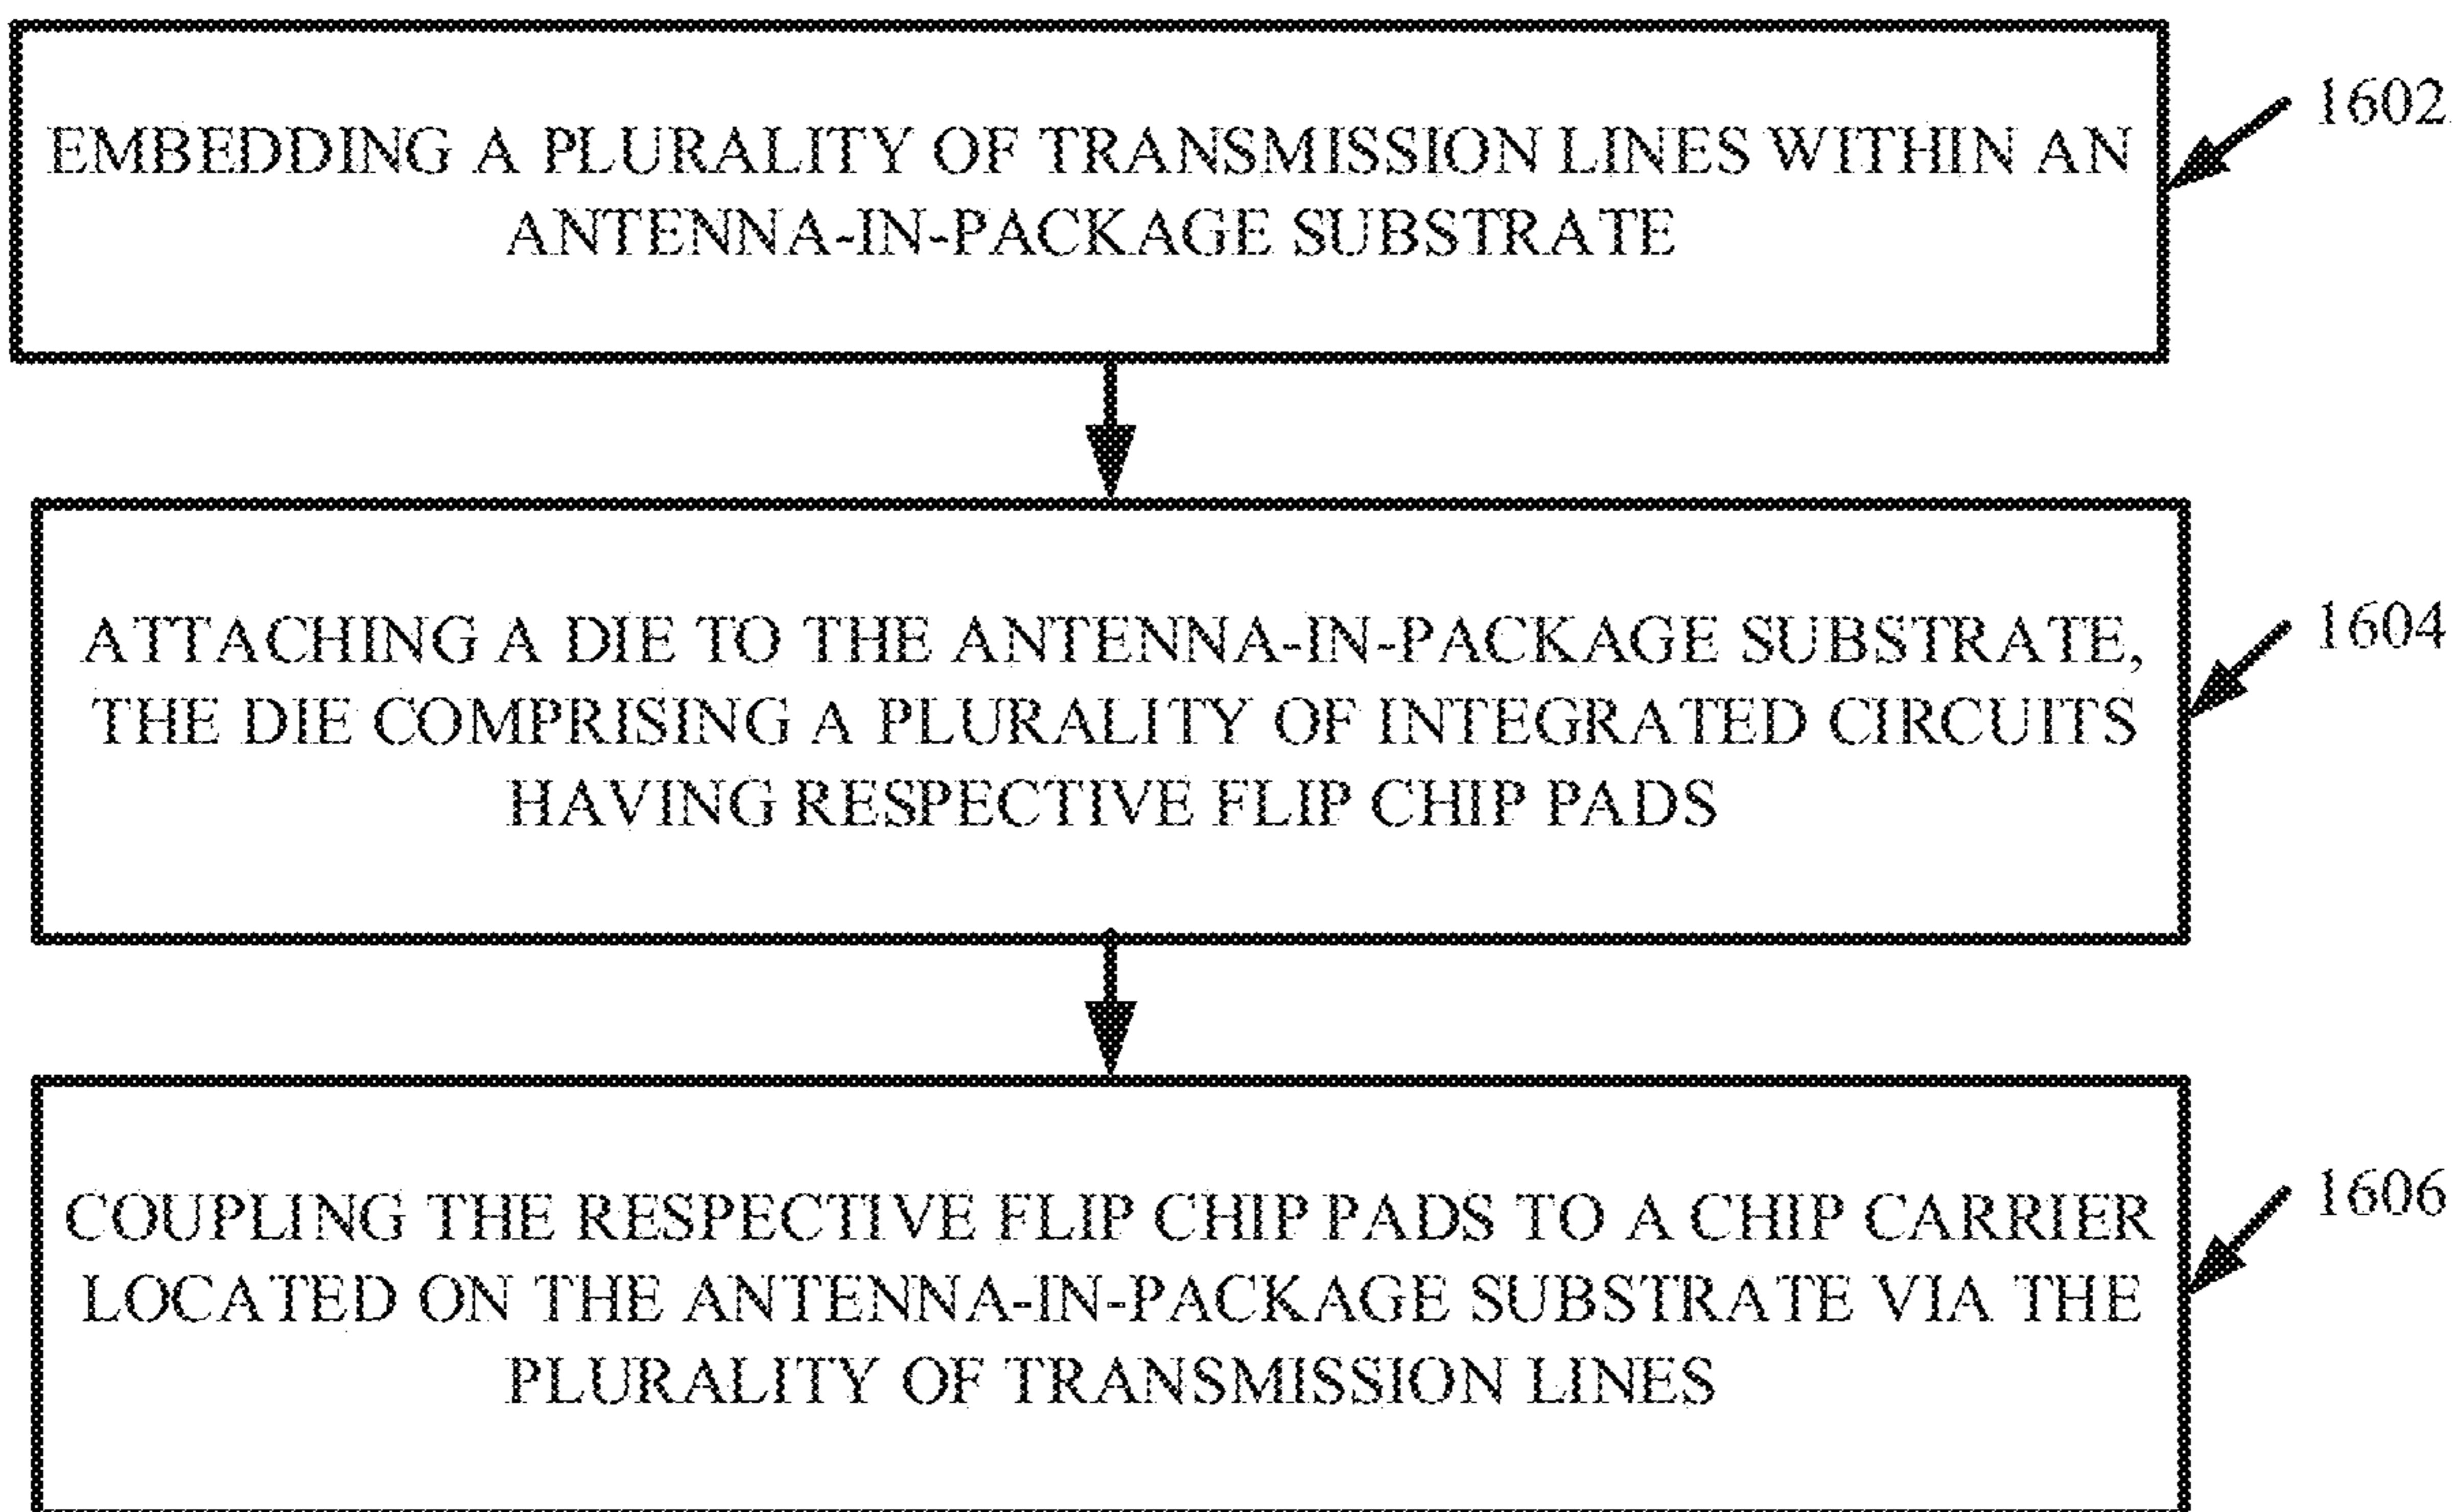 EMBEDDING A PLURALITY OF TRANSMISSION LINES WITHIN AN
ANTENNA-IN-PACKAGE SUBSTRATE
1602
ATTACHING A DIE TO THE ANTENNA-IN-PACKAGE SUBSTRATE,
THE DIE COMPRISING A PLURALITY OF INTEGRATED CIRCUITS
HAVING RESPECTIVE FLIP CHIP PADS
1604
COUPLING THE RESPECTIVE FLIP CHIP PADS TO A CHIP CARRIER
LOCATED ON THE ANTENNA-IN-PACKAGE SUBSTRATE VIA THE
PLURALITY OF TRANSMISSION LINES
1606